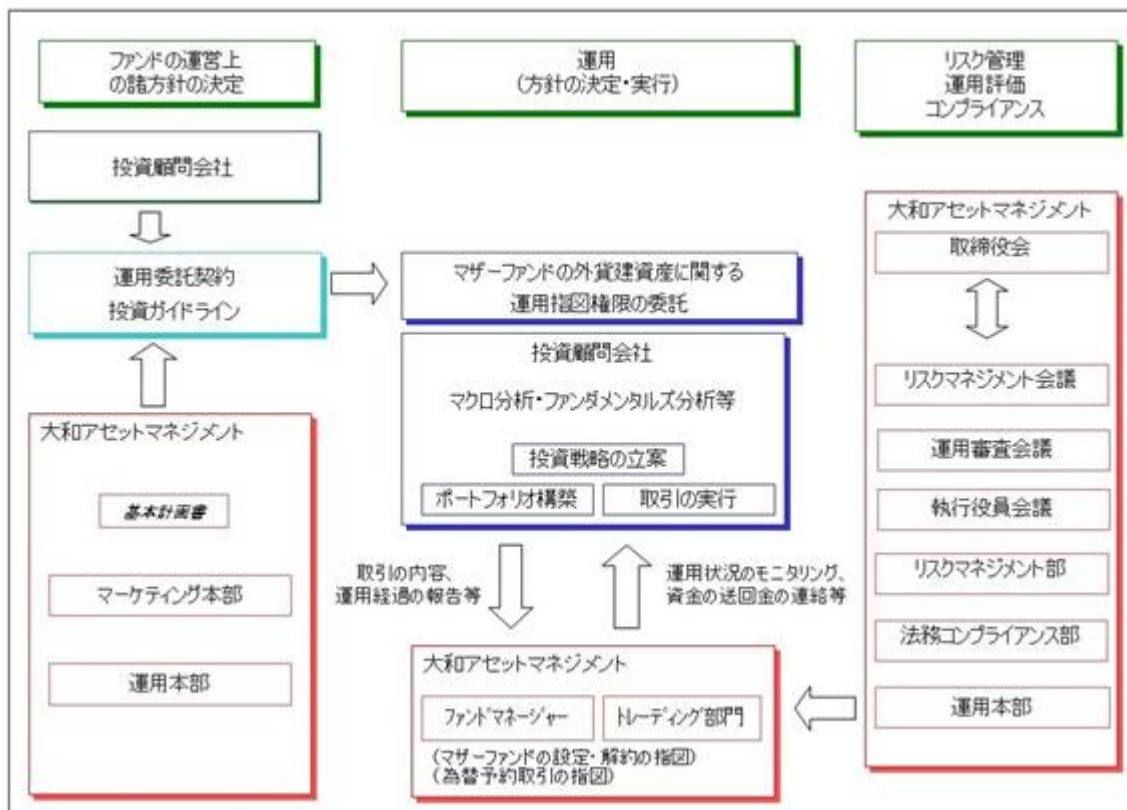 ファンドの運営上
の諸方針の決定
運用
(方針の決定・実行)
リスク管理
運用評価
コンプライアンス
投資顧問会社
運用委託契約
投資ガイドライン
大和アセットマネジメント
基本計画書
マーケティング本部
運用本部
マザーファンドの外貨建資産に関する
運用指図権限の委託
投資顧問会社
マクロ分析・ファンダメンタルズ分析等
投資戦略の立案
ポートフォリオ構築
取引の実行
取引の内容、
運用経過の報告等
運用状況のモニタリング、
資金の送回金の連絡等
大和アセットマネジメント
ファンドマネージャー
トレーディング部門
(マザーファンドの設定・解約の指図)
(為替予約取引の指図)
大和アセットマネジメント
取締役会
リスクマネジメント会議
運用審査会議
執行役員会議
リスクマネジメント部
法務コンプライアンス部
運用本部